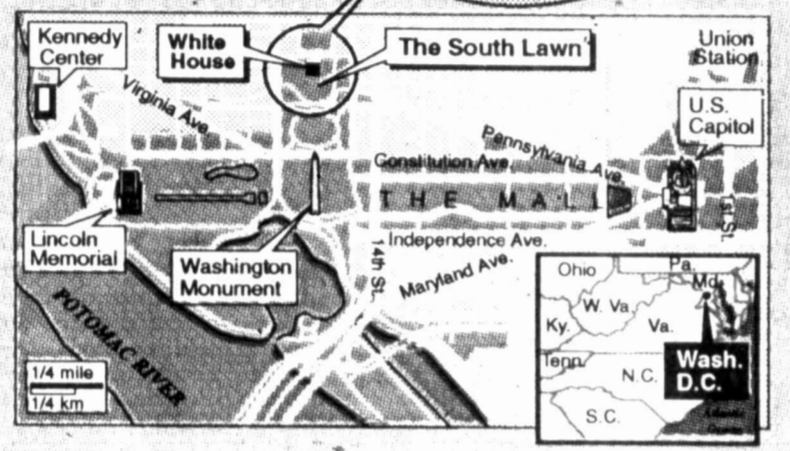 Kennedy
Center
White
House
The South Lawn
Union
Station
U.S.
Capitol
Virginia Ave.
Pennsylvania Ave.
Constitution Ave.
THE MALL
1st St.
Lincoln
Memorial
Washington
Monument
Independence Ave.
14th St.
Maryland Ave.
POTOMAC RIVER
1/4 mile
1/4 km
Ohio
Pa.
Md.
W. Va.
Ky.
Va.
Tenn.
N.C.
Wash.
D.C.
S.C.
Atlantic
Ocean